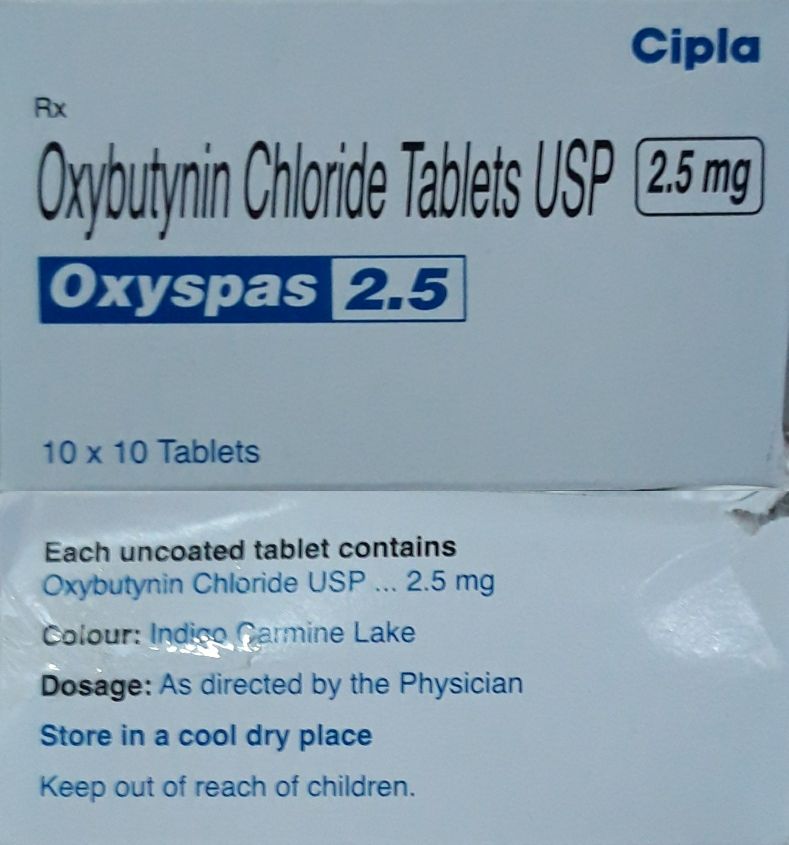 Cipla
Rx
Oxybutynin Chloride Tablets USP 2.5 mg
Oxyspas 2.5
10 x 10 Tablets
Each uncoated tablet contains
Oxybutynin Chloride USP ... 2.5 mg
Colour: Indigo Carmine Lake
Dosage: As directed by the Physician
Store in a cool dry place
Keep out of reach of children.